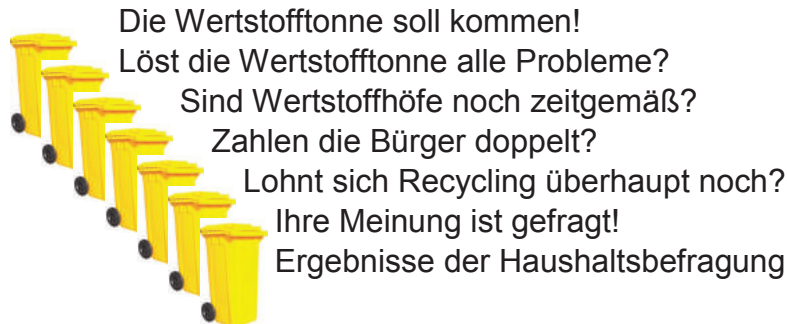 Die Wertstofftonne soll kommen!
Löst die Wertstofftonne alle Probleme?
Sind Wertstoffhöfe noch zeitgemäß?
Zahlen die Bürger doppelt?
Lohnt sich Recycling überhaupt noch?
Ihre Meinung ist gefragt!
Ergebnisse der Haushaltsbefragung